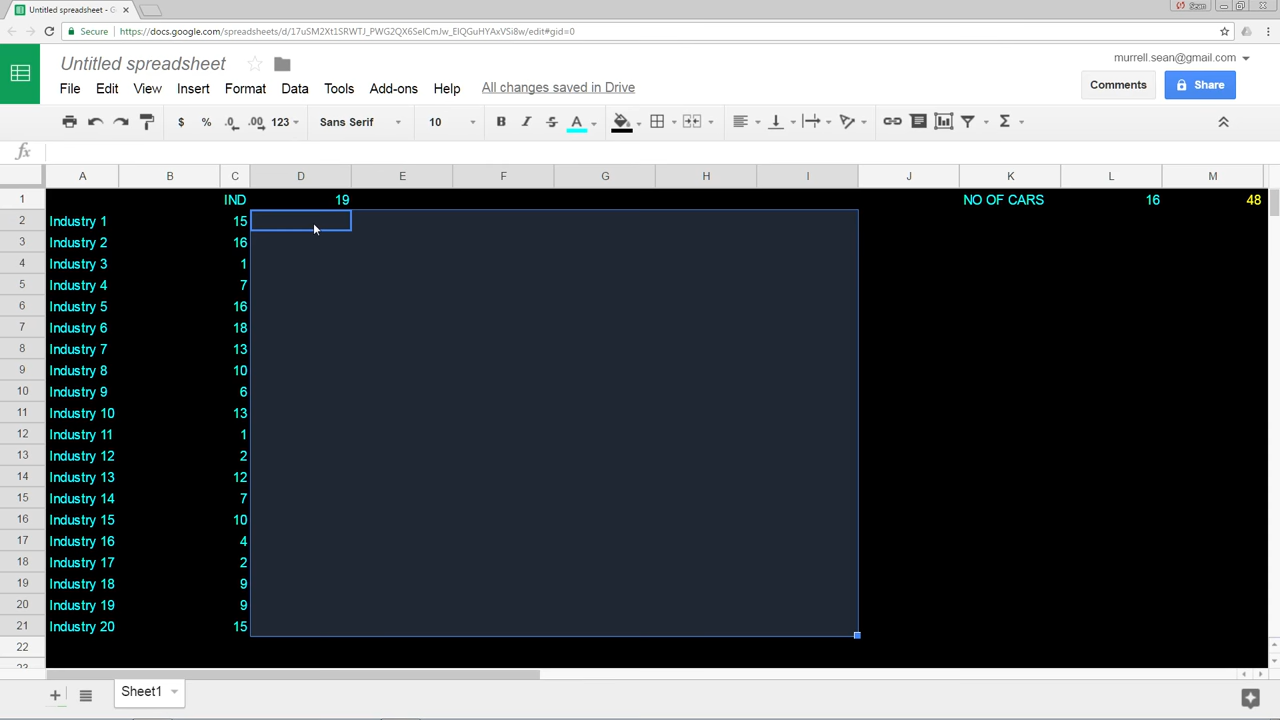 Untitled spreadsheet
Sean
Secure
https://docs.google.com/spreadsheets/d/17uSM2Xt1SRWTJ_PWG2QX6SelCmJw_EIQGuHYAxVSi8w/edit#gid=0
Untitled spreadsheet
murrell.sean@gmail.com
File Edit View Insert Format Data Tools Add-ons Help All changes saved in Drive
Comments Share
$ % .0 .00 123 Sans Serif 10 B I S A Σ
fx
A B C D E F G H I J K L M
1 IND 19 NO OF CARS 16 48
2 Industry 1 15
3 Industry 2 16
4 Industry 3 1
5 Industry 4 7
6 Industry 5 16
7 Industry 6 18
8 Industry 7 13
9 Industry 8 10
10 Industry 9 6
11 Industry 10 13
12 Industry 11 1
13 Industry 12 2
14 Industry 13 12
15 Industry 14 7
16 Industry 15 10
17 Industry 16 4
18 Industry 17 2
19 Industry 18 9
20 Industry 19 9
21 Industry 20 15
22
23
Sheet1